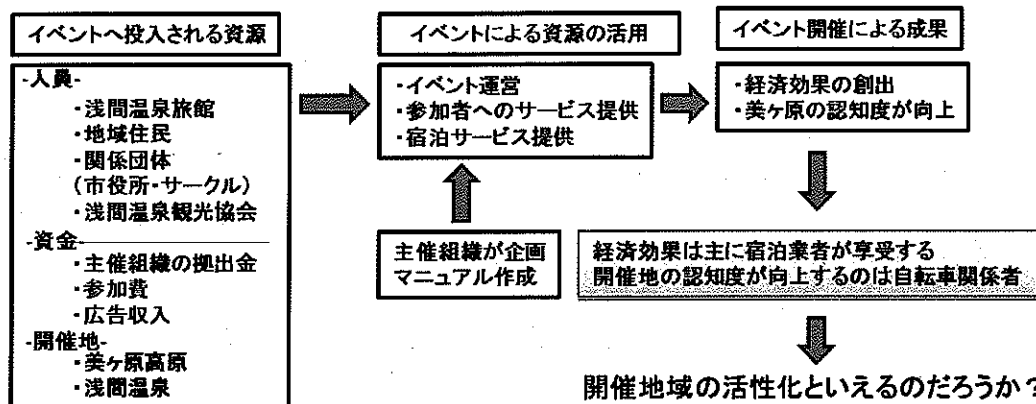 イベントへ投入される資源
-人員-
・浅間温泉旅館
・地域住民
・関係団体
(市役所・サークル)
・浅間温泉観光協会
-資金-
・主催組織の拠出金
・参加費
・広告収入
-開催地-
・美ヶ原高原
・浅間温泉
イベントによる資源の活用
・イベント運営
・参加者へのサービス提供
・宿泊サービス提供
主催組織が企画
マニュアル作成
イベント開催による成果
・経済効果の創出
・美ヶ原の認知度が向上
経済効果は主に宿泊業者が享受する
開催地の認知度が向上するのは自転車関係者
開催地域の活性化といえるのだろうか?